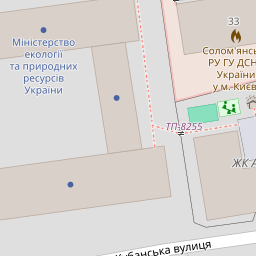 Міністерство
екології
та природних
ресурсів
України
33
Солом'янсь
РУ ГУ ДСН
України
у м. Києв
ТП-8255
ЖК А
Кубанська вулиця